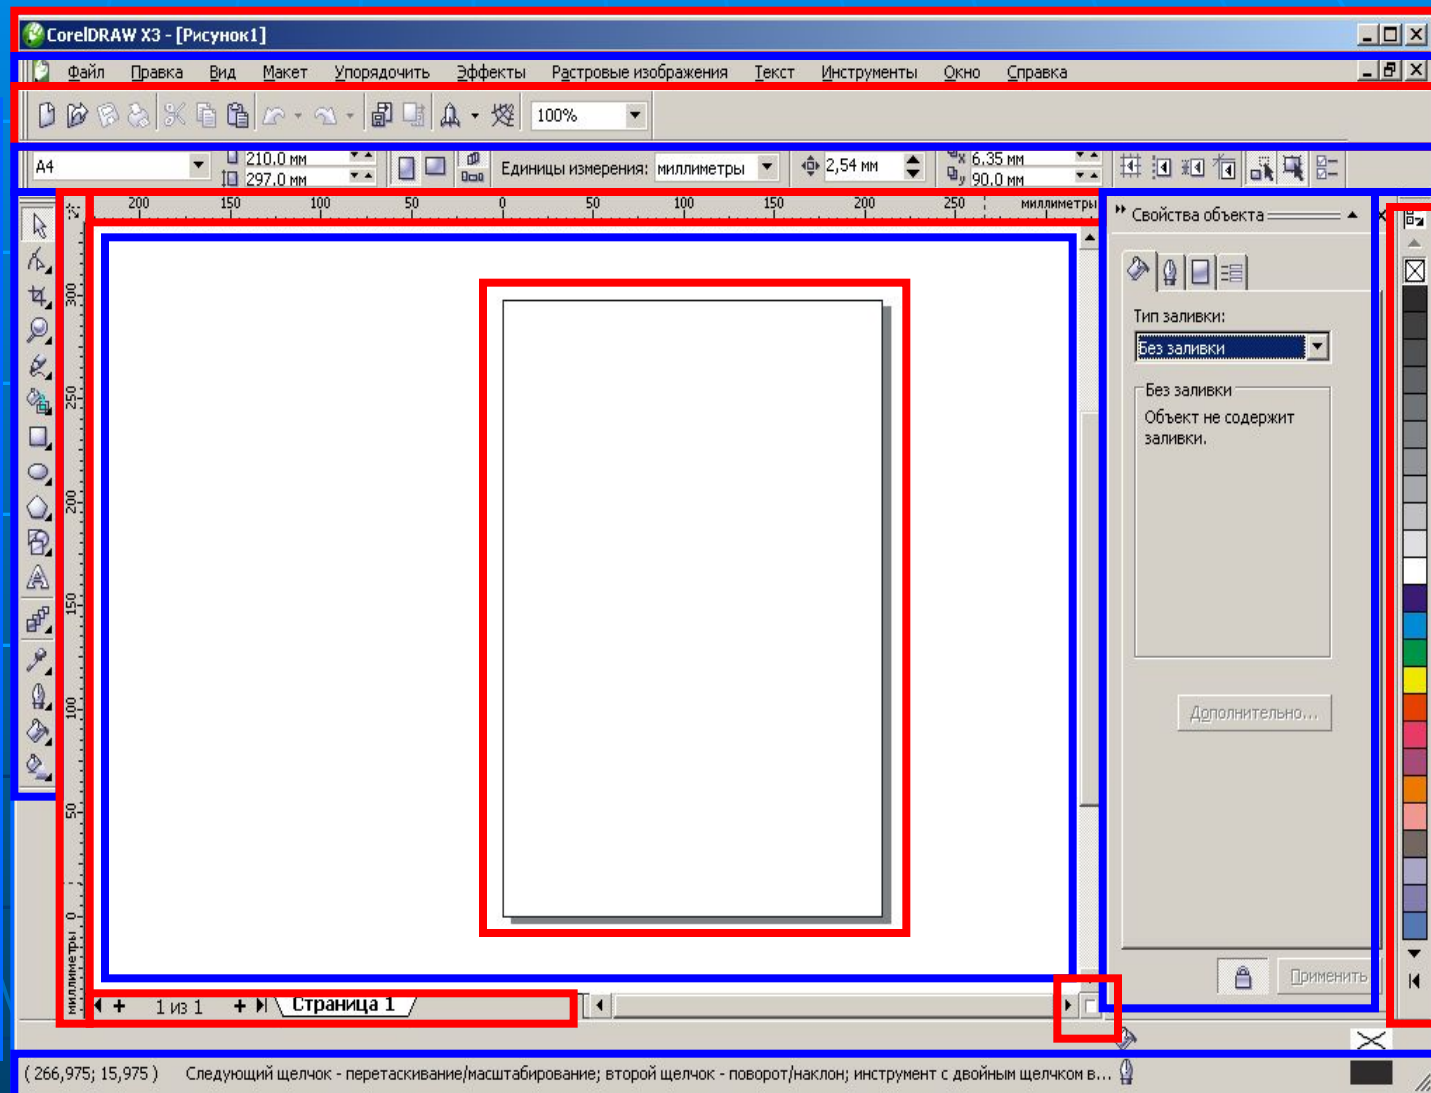 CorelDRAW X3 - [Рисунок1]
Файл Правка Вид Макет Упорядочить Эффекты Растровые изображения Текст Инструменты Окно Справка
100%
A4 210.0 мм 297.0 мм Единицы измерения: миллиметры 2,54 мм x 6.35 мм y 90.0 мм
200 150 100 50 0 50 100 150 200 250 миллиметры
300 250 200 150 100 50 0 миллиметры
Свойства объекта
Тип заливки:
Без заливки
Без заливки
Объект не содержит
заливки.
Дополнительно...
Применить
1 из 1 Страница 1
( 266,975; 15,975 ) Следующий щелчок - перетаскивание/масштабирование; второй щелчок - поворот/наклон; инструмент с двойным щелчком в...